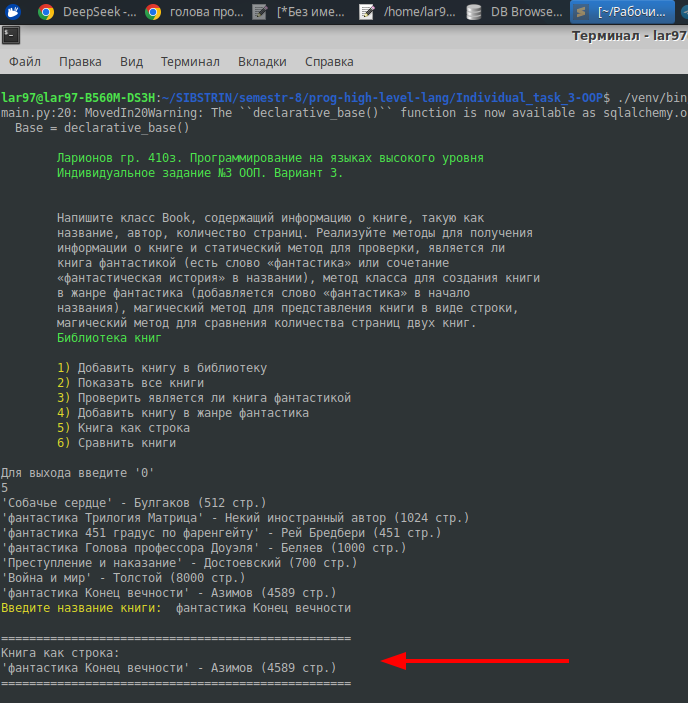 DeepSeek -...
голова про...
[*Без име...
/home/lar9...
DB Browse...
[~/Рабочи...
Терминал - lar97
Файл Правка Вид Терминал Вкладки Справка
lar97@lar97-B560M-DS3H:~/SIBSTRIN/semestr-8/prog-high-level-lang/Individual_task_3-OOP$ ./venv/bin
main.py:20: MovedIn20Warning: The ``declarative_base()`` function is now available as sqlalchemy.o
Base = declarative_base()
Ларионов гр. 410з. Программирование на языках высокого уровня
Индивидуальное задание №3 ООП. Вариант 3.
Напишите класс Book, содержащий информацию о книге, такую как
название, автор, количество страниц. Реализуйте методы для получения
информации о книге и статический метод для проверки, является ли
книга фантастикой (есть слово «фантастика» или сочетание
«фантастическая история» в названии), метод класса для создания книги
в жанре фантастика (добавляется слово «фантастика» в начало
названия), магический метод для представления книги в виде строки,
магический метод для сравнения количества страниц двух книг.
Библиотека книг
1) Добавить книгу в библиотеку
2) Показать все книги
3) Проверить является ли книга фантастикой
4) Добавить книгу в жанре фантастика
5) Книга как строка
6) Сравнить книги
Для выхода введите '0'
5
'Собачье сердце' - Булгаков (512 стр.)
'фантастика Трилогия Матрица' - Некий иностранный автор (1024 стр.)
'фантастика 451 градус по фаренгейту' - Рей Бредбери (451 стр.)
'фантастика Голова профессора Доуэля' - Беляев (1000 стр.)
'Преступление и наказание' - Достоевский (700 стр.)
'Война и мир' - Толстой (8000 стр.)
'фантастика Конец вечности' - Азимов (4589 стр.)
Введите название книги: фантастика Конец вечности
==================================================
Книга как строка:
'фантастика Конец вечности' - Азимов (4589 стр.)
==================================================